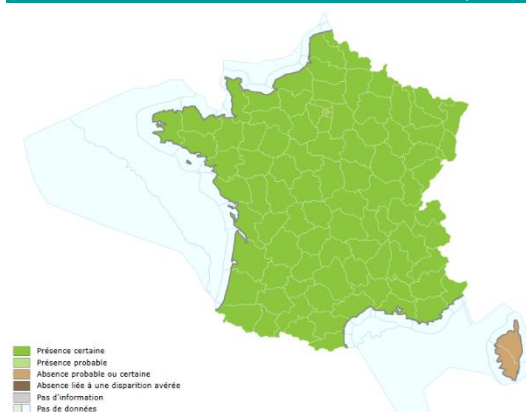 Présence certaine
Présence probable
Absence probable ou certaine
Absence liée à une disparition avérée
Pas d'information
Pas de données